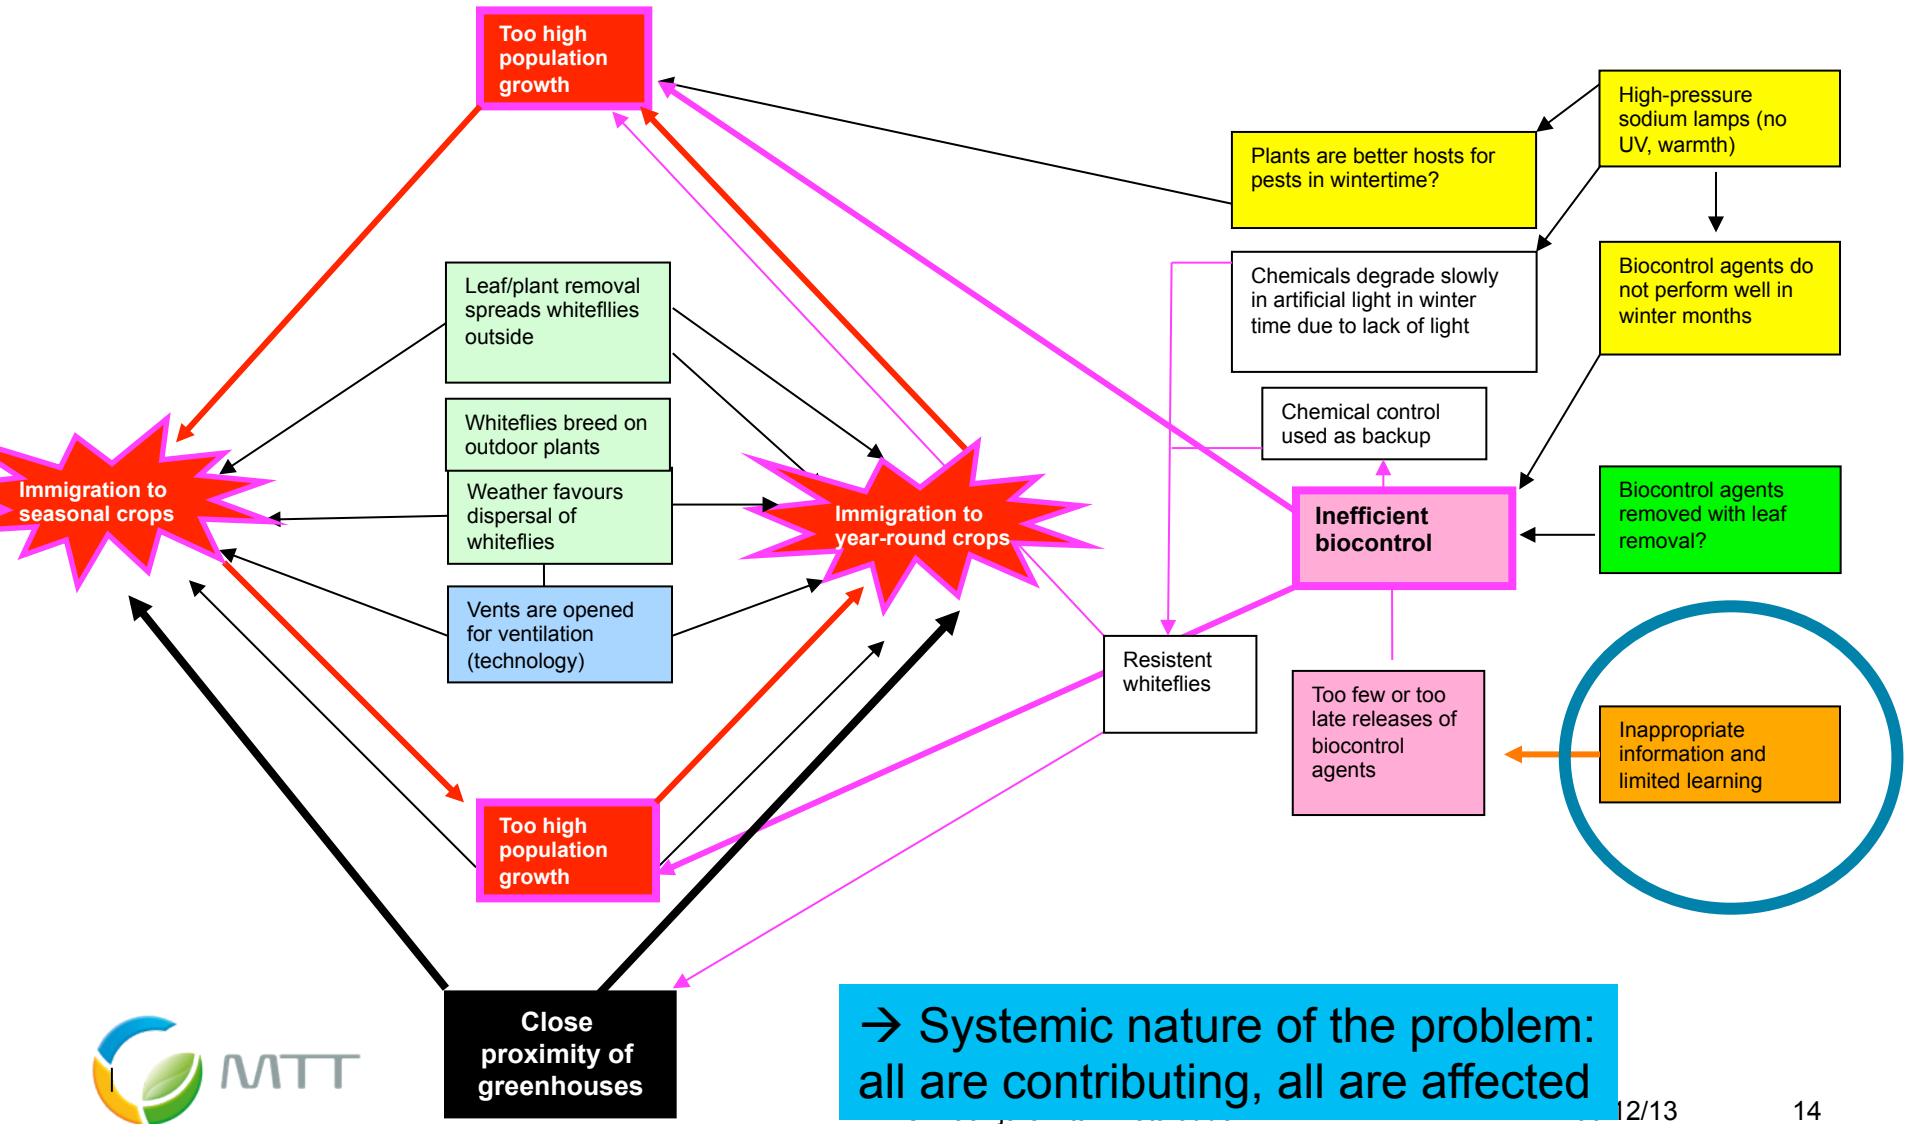 Too high
population
growth
High-pressure
sodium lamps (no
UV, warmth)
Plants are better hosts for
pests in wintertime?
Leaf/plant removal
spreads whitefllies
outside
Chemicals degrade slowly
in artificial light in winter
time due to lack of light
Biocontrol agents do
not perform well in
winter months
Chemical control
used as backup
Whiteflies breed on
outdoor plants
Weather favours
dispersal of
whiteflies
Immigration to
seasonal crops
Immigration to
year-round crops
Inefficient
biocontrol
Biocontrol agents
removed with leaf
removal?
Vents are opened
for ventilation
(technology)
Resistent
whiteflies
Too few or too
late releases of
biocontrol
agents
Inappropriate
information and
limited learning
Too high
population
growth
Close
proximity of
greenhouses
→ Systemic nature of the problem:
all are contributing, all are affected
MTT
12/13
14